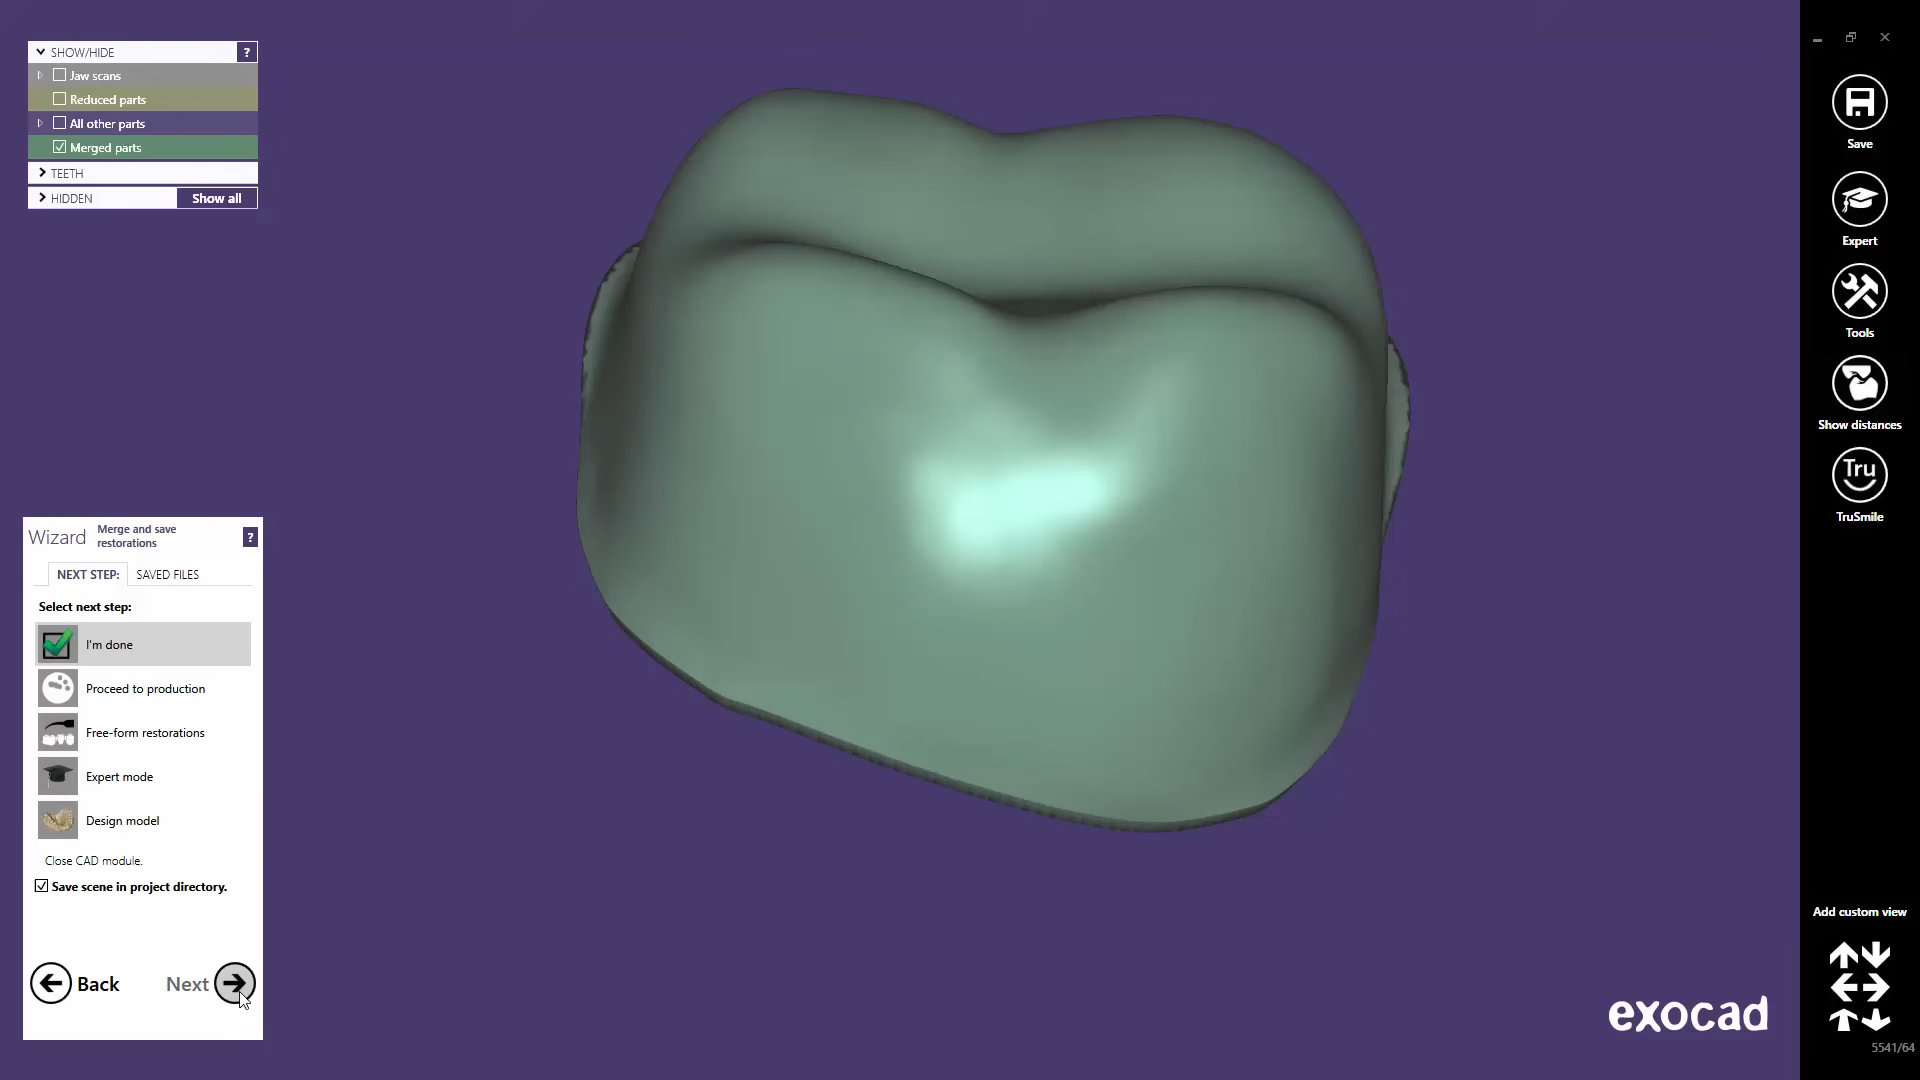 SHOW/HIDE ?
Jaw scans
Reduced parts
All other parts
Merged parts
TEETH
HIDDEN Show all
Wizard Merge and save
restorations ?
NEXT STEP: SAVED FILES
Select next step:
I'm done
Proceed to production
Free-form restorations
Expert mode
Design model
Close CAD module.
Save scene in project directory.
Back Next
Save
Expert
Tools
Show distances
Tru
TruSmile
Add custom view
exocad
5541/64